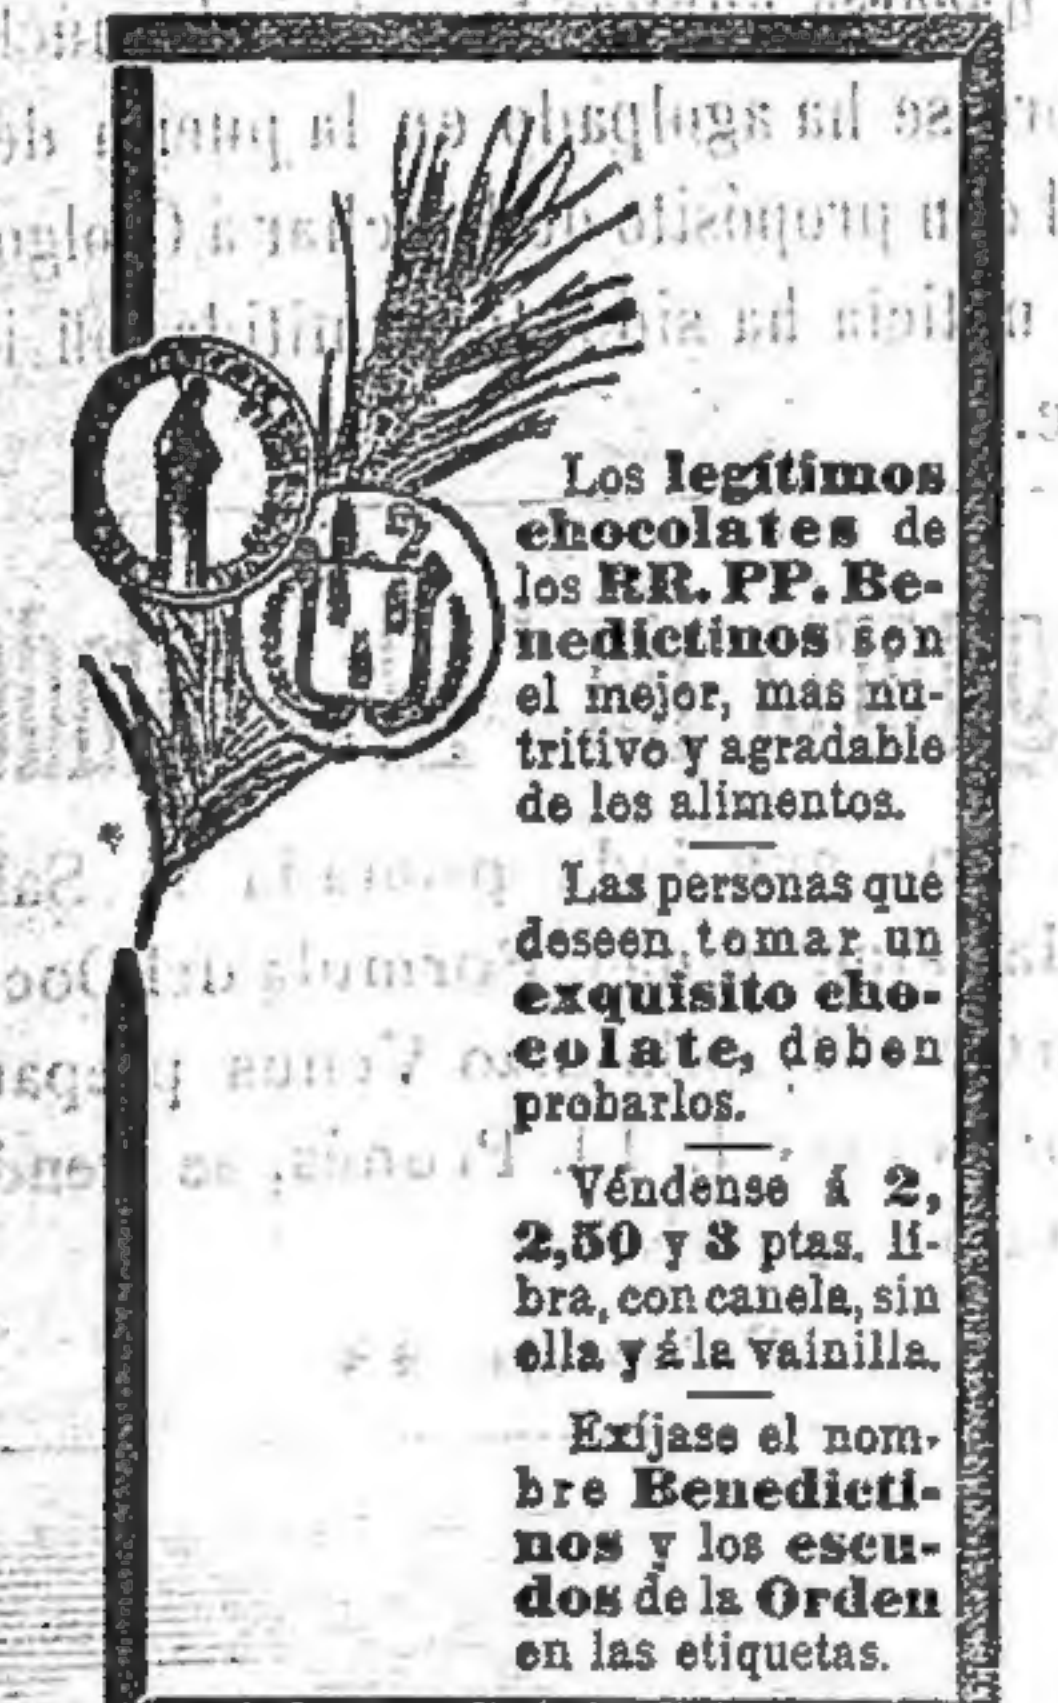 Los legítimos
chocolates de
los RR. PP. Be-
nedictinos son
el mejor, mas nu-
tritivo y agradable
de los alimentos.
Las personas que
deseen tomar un
exquisito cho-
colate, deben
probarlos.
Véndense á 2,
2,50 y 3 ptas. li-
bra, con canela, sin
ella y á la vainilla.
Exíjase el nom-
bre Benedicti-
nos y los escu-
dos de la Orden
en las etiquetas.